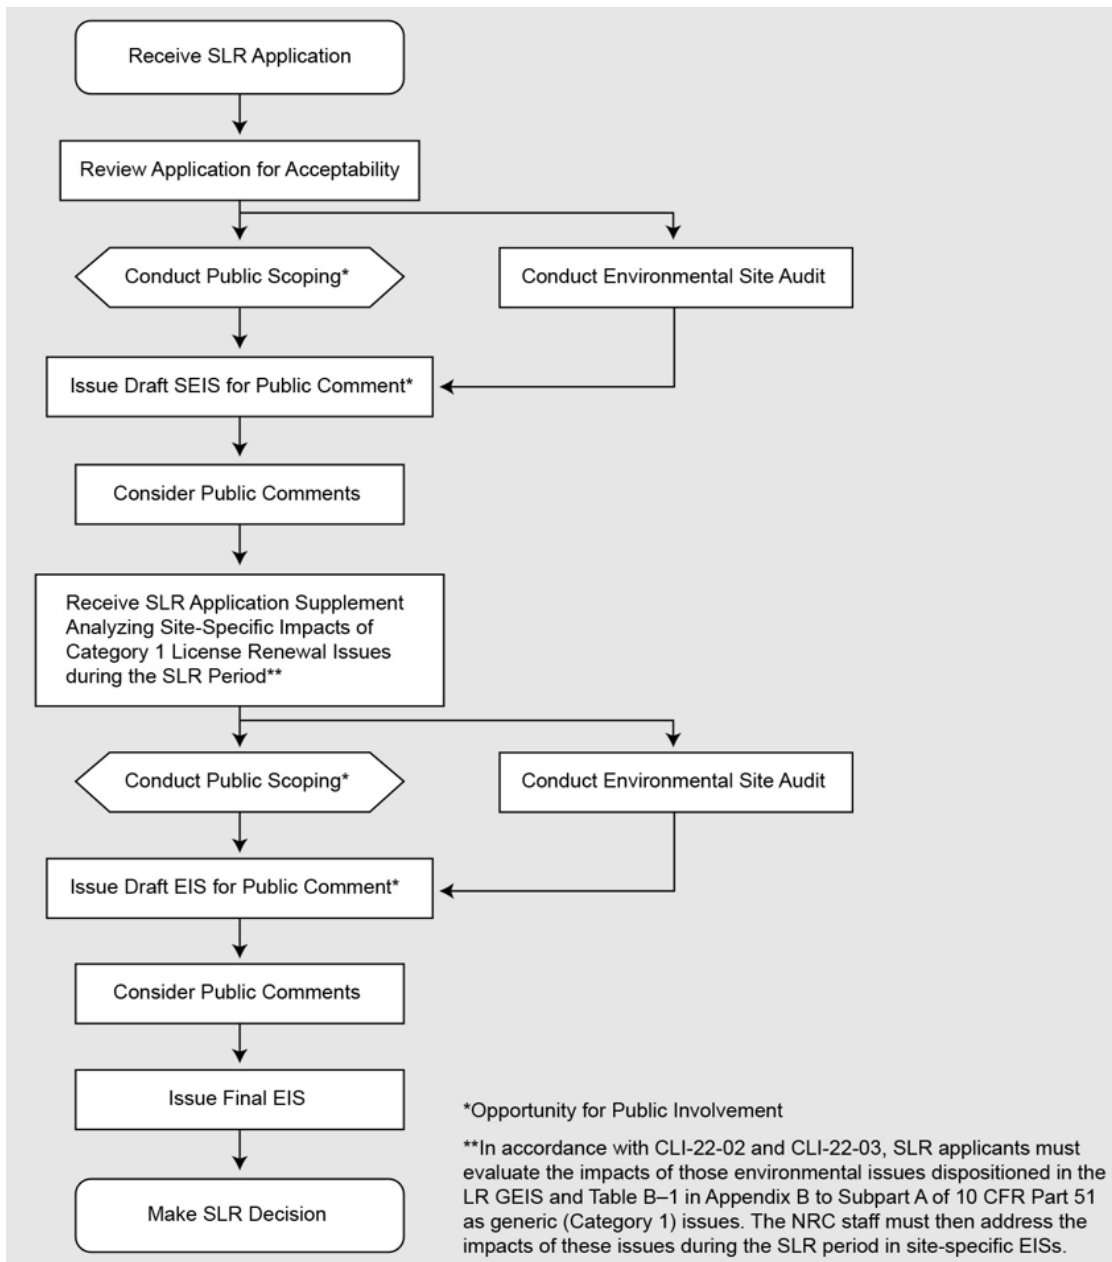 Receive SLR Application
Review Application for Acceptability
Conduct Public Scoping*
Conduct Environmental Site Audit
Issue Draft SEIS for Public Comment*
Consider Public Comments
Receive SLR Application Supplement
Analyzing Site-Specific Impacts of
Category 1 License Renewal Issues
during the SLR Period**
Conduct Public Scoping*
Conduct Environmental Site Audit
Issue Draft EIS for Public Comment*
Consider Public Comments
Issue Final EIS
Make SLR Decision
*Opportunity for Public Involvement
**In accordance with CLI-22-02 and CLI-22-03, SLR applicants must
evaluate the impacts of those environmental issues dispositioned in the
LR GEIS and Table B–1 in Appendix B to Subpart A of 10 CFR Part 51
as generic (Category 1) issues. The NRC staff must then address the
impacts of these issues during the SLR period in site-specific EISs.